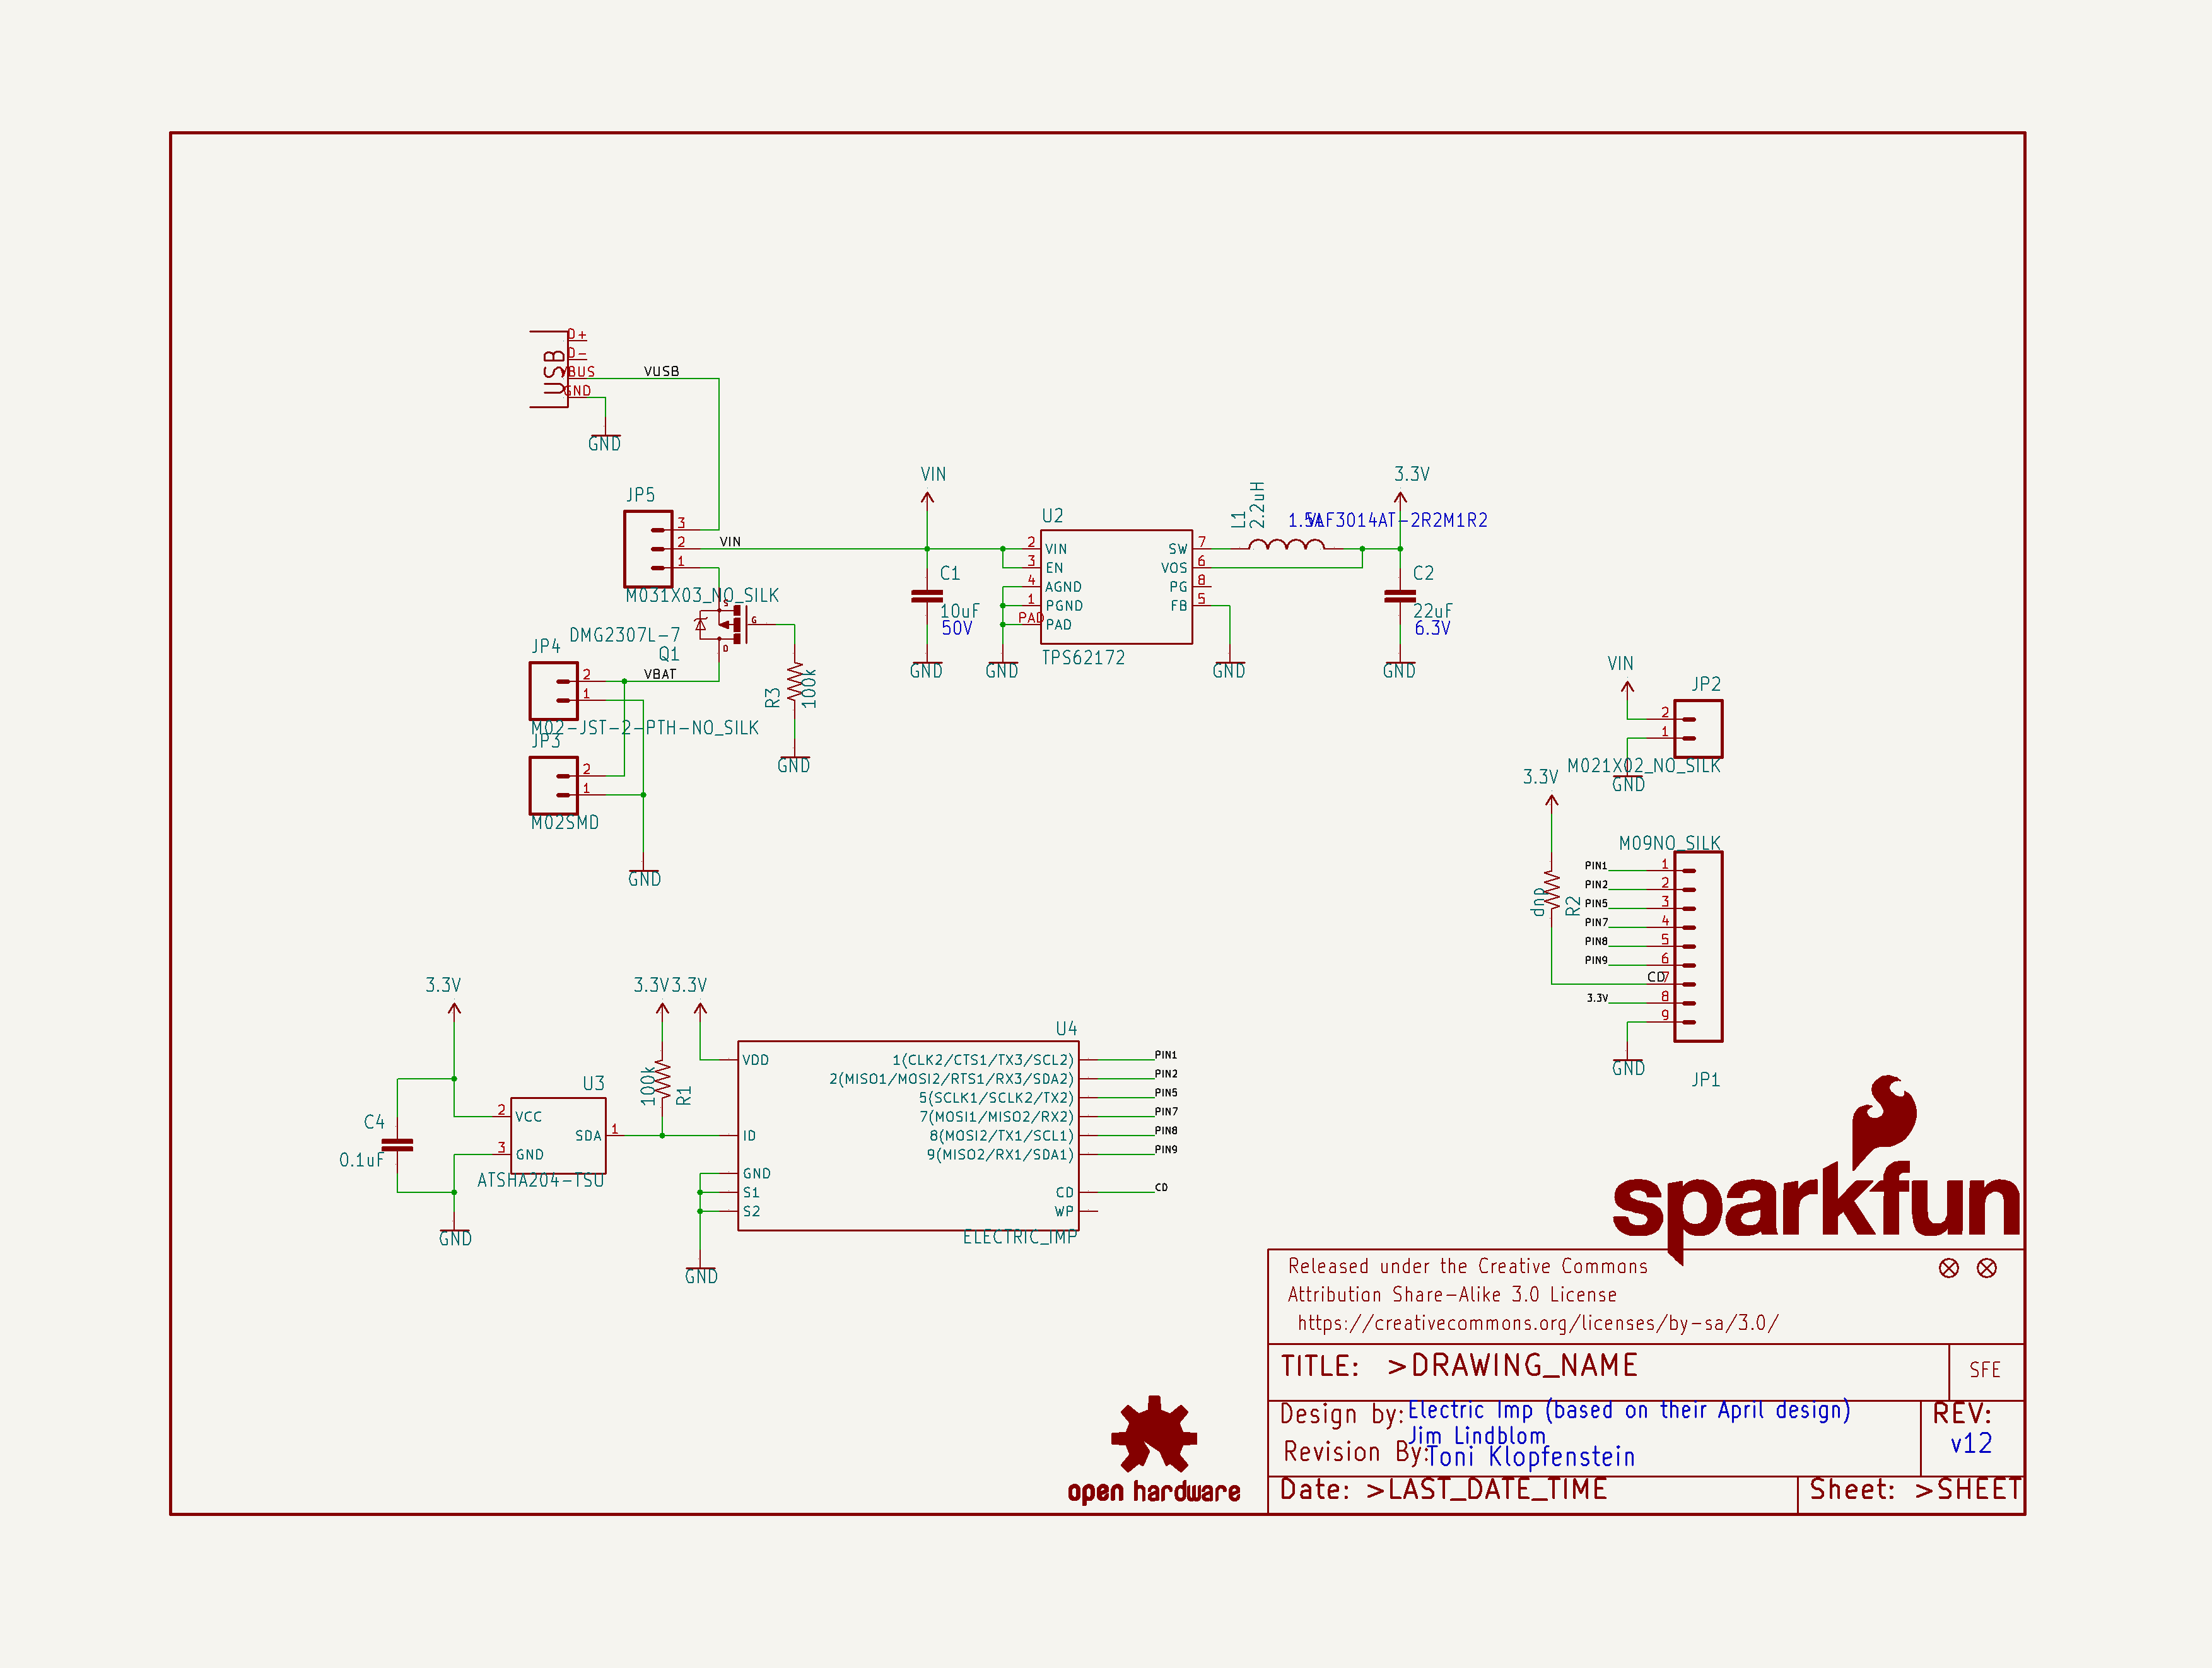 D+
D-
VBUS
GND
USB
VUSB
GND
JP5
3
2
1
VIN
M031X03_NO_SILK
S
G
D
DMG2307L-7
Q1
JP4
2
1
VBAT
M02-JST-2-PTH-NO_SILK
JP3
2
1
M02SMD
GND
R3
100k
GND
VIN
C1
10uF
50V
GND
U2
2
3
4
1
PAD
VIN
EN
AGND
PGND
PAD
SW
VOS
PG
FB
7
6
8
5
TPS62172
GND
GND
L1
2.2uH
1.5A
VLF3014AT-2R2M1R2
3.3V
C2
22uF
6.3V
GND
VIN
JP2
2
1
M021X02_NO_SILK
GND
3.3V
dnp
R2
M09NO_SILK
PIN1 1
PIN2 2
PIN5 3
PIN7 4
PIN8 5
PIN9 6
CD 7
3.3V 8
9
GND
JP1
3.3V
C4
0.1uF
GND
U3
2 VCC
SDA 1
3 GND
ATSHA204-TSU
3.3V
3.3V
100k
R1
U4
VDD
ID
GND
S1
S2
1(CLK2/CTS1/TX3/SCL2) PIN1
2(MISO1/MOSI2/RTS1/RX3/SDA2) PIN2
5(SCLK1/SCLK2/TX2) PIN5
7(MOSI1/MISO2/RX2) PIN7
8(MOSI2/TX1/SCL1) PIN8
9(MISO2/RX1/SDA1) PIN9
CD CD
WP
ELECTRIC_IMP
GND
sparkfun
Released under the Creative Commons
Attribution Share-Alike 3.0 License
https://creativecommons.org/licenses/by-sa/3.0/
TITLE: >DRAWING_NAME
SFE
Design by: Electric Imp (based on their April design)
Jim Lindblom
Revision By: Toni Klopfenstein
REV:
v12
Date: >LAST_DATE_TIME
Sheet: >SHEET
open hardware